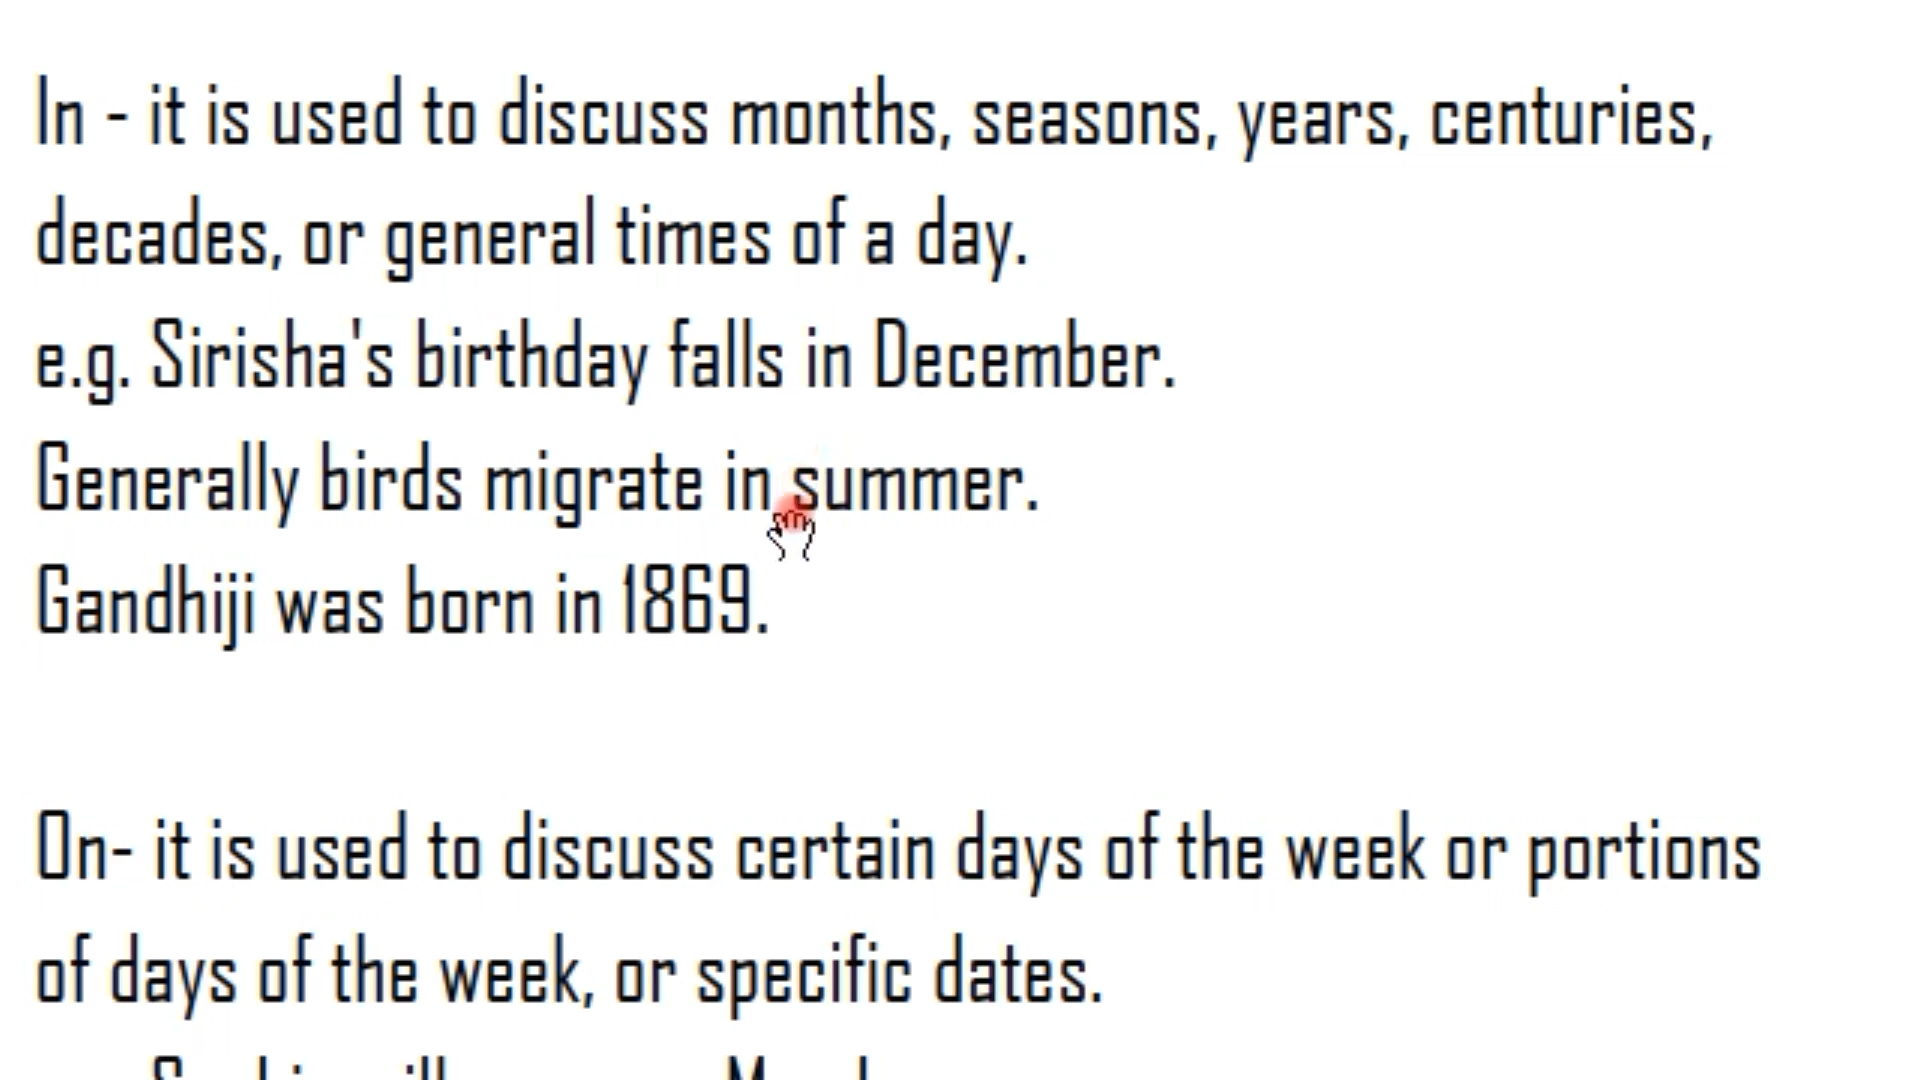 In - it is used to discuss months, seasons, years, centuries,
decades, or general times of a day.
e.g. Sirisha's birthday falls in December.
Generally birds migrate in summer.
Gandhiji was born in 1869.
On- it is used to discuss certain days of the week or portions
of days of the week, or specific dates.